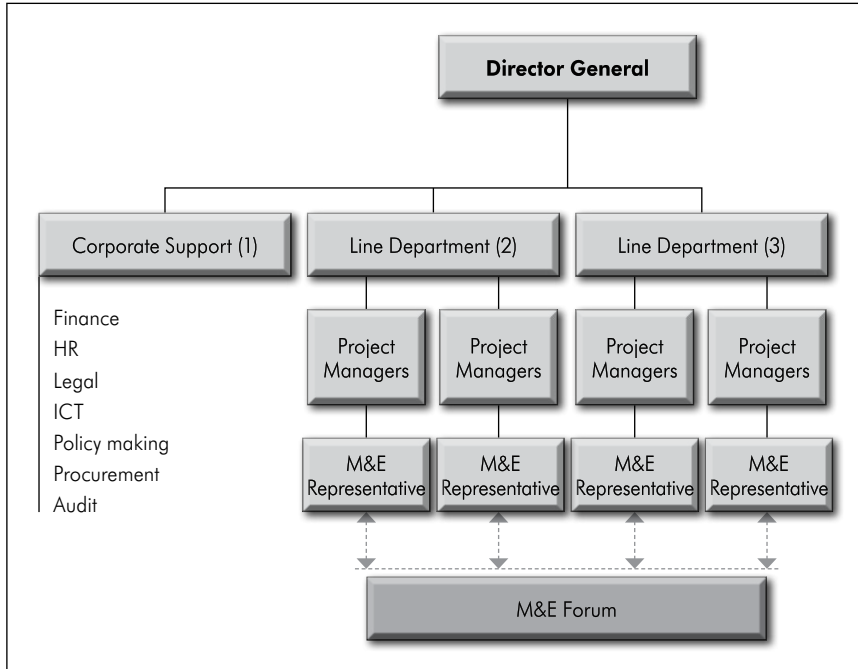 Director General
Corporate Support (1)
Line Department (2)
Line Department (3)
Finance
HR
Legal
ICT
Policy making
Procurement
Audit
Project
Managers
Project
Managers
Project
Managers
Project
Managers
M&E
Representative
M&E
Representative
M&E
Representative
M&E
Representative
M&E Forum